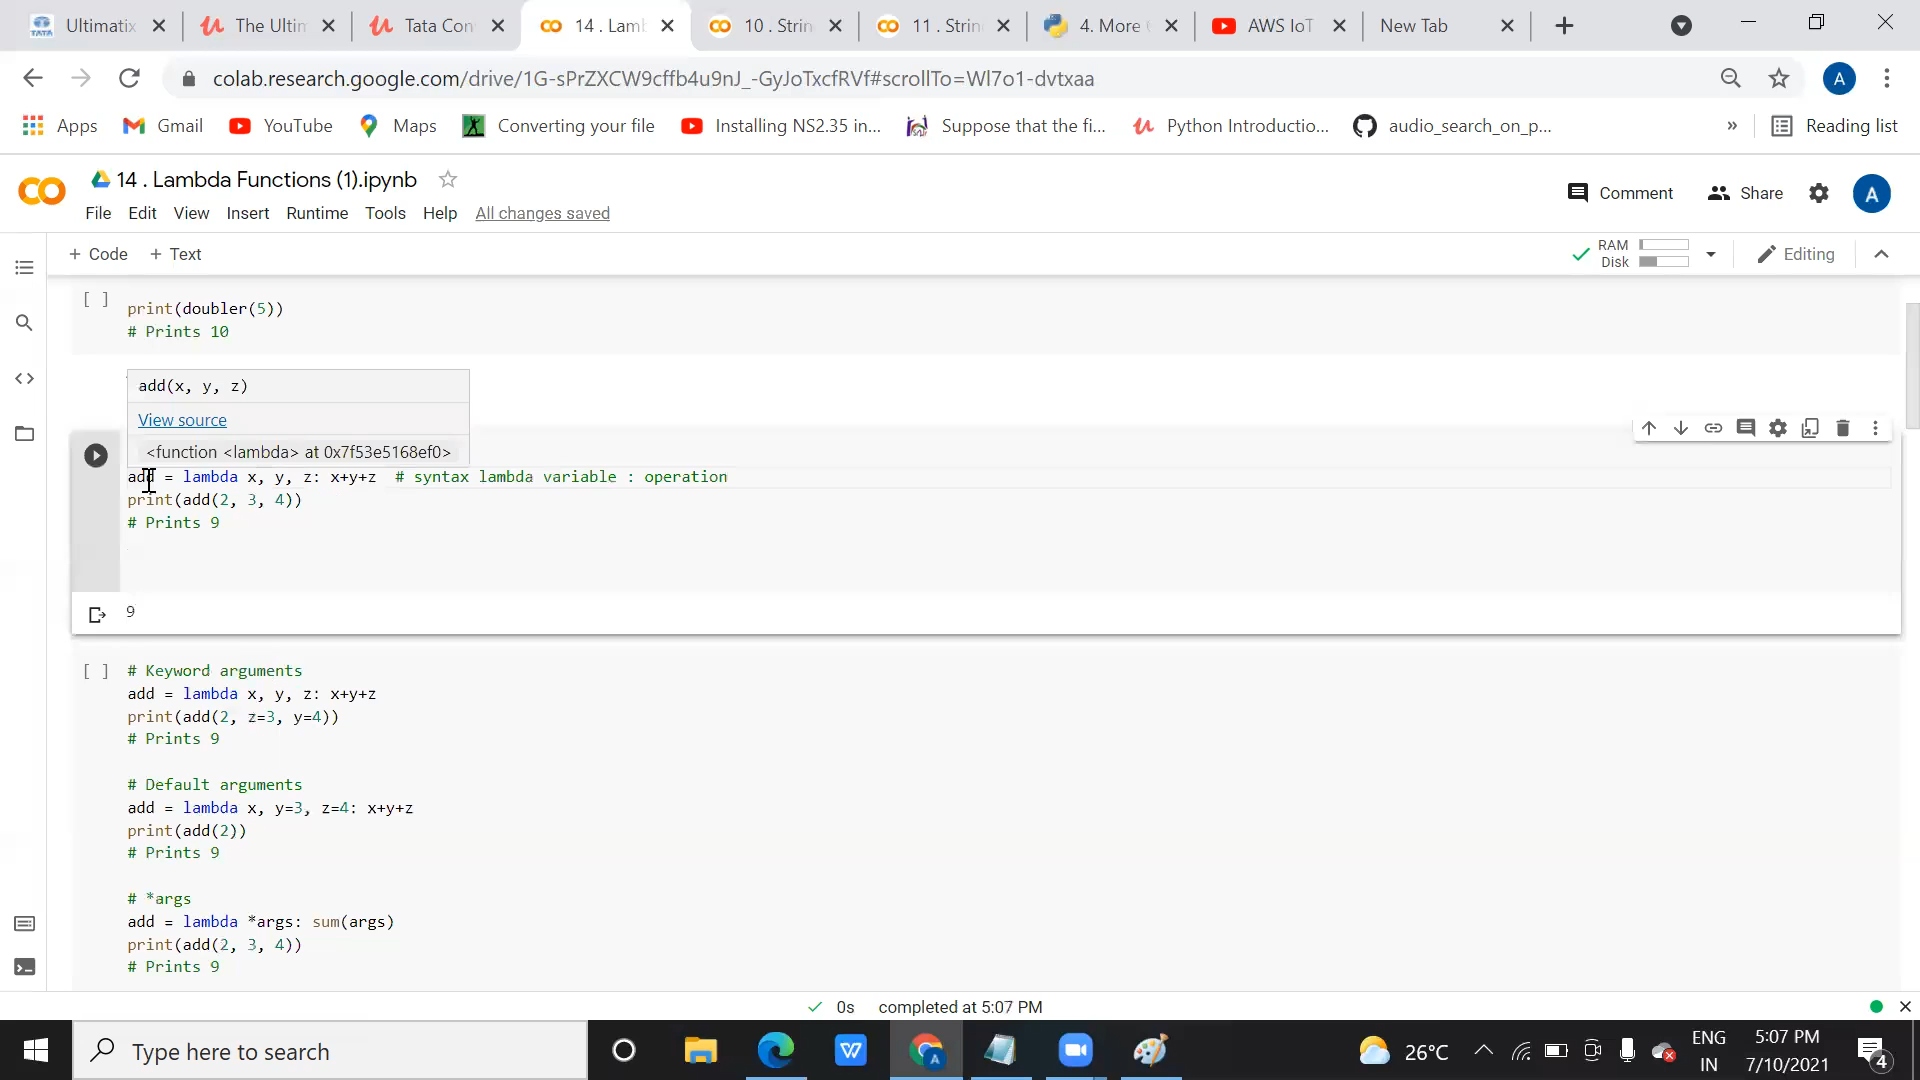 Ultimatix
The Ultim
Tata Con
14 . Lamb
10 . Strin
11 . Strin
4. More
AWS IoT
New Tab
colab.research.google.com/drive/1G-sPrZXCW9cffb4u9nJ_-GyJoTxcfRVf#scrollTo=Wl7o1-dvtxaa
A
Apps
Gmail
YouTube
Maps
Converting your file
Installing NS2.35 in...
Suppose that the fi...
Python Introductio...
audio_search_on_p...
»
Reading list
14 . Lambda Functions (1).ipynb
Comment
Share
A
File Edit View Insert Runtime Tools Help All changes saved
+ Code + Text
RAM
Disk
Editing
[ ]
print(doubler(5))
# Prints 10
add(x, y, z)
View source
<function <lambda> at 0x7f53e5168ef0>
add = lambda x, y, z: x+y+z  # syntax lambda variable : operation
print(add(2, 3, 4))
# Prints 9
9
[ ] # Keyword arguments
add = lambda x, y, z: x+y+z
print(add(2, z=3, y=4))
# Prints 9
# Default arguments
add = lambda x, y=3, z=4: x+y+z
print(add(2))
# Prints 9
# *args
add = lambda *args: sum(args)
print(add(2, 3, 4))
# Prints 9
0s completed at 5:07 PM
Type here to search
26°C
ENG
IN
5:07 PM
7/10/2021
4